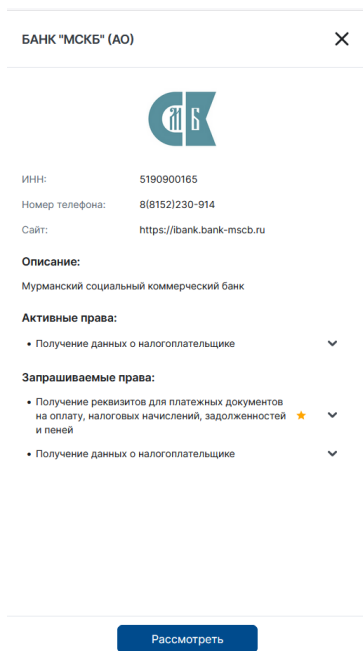 БАНК "МСКБ" (АО)
ИНН: 5190900165
Номер телефона: 8(8152)230-914
Сайт: https://ibank.bank-mscb.ru
Описание:
Мурманский социальный коммерческий банк
Активные права:
• Получение данных о налогоплательщике
Запрашиваемые права:
• Получение реквизитов для платежных документов
на оплату, налоговых начислений, задолженностей
и пеней
• Получение данных о налогоплательщике
Рассмотреть